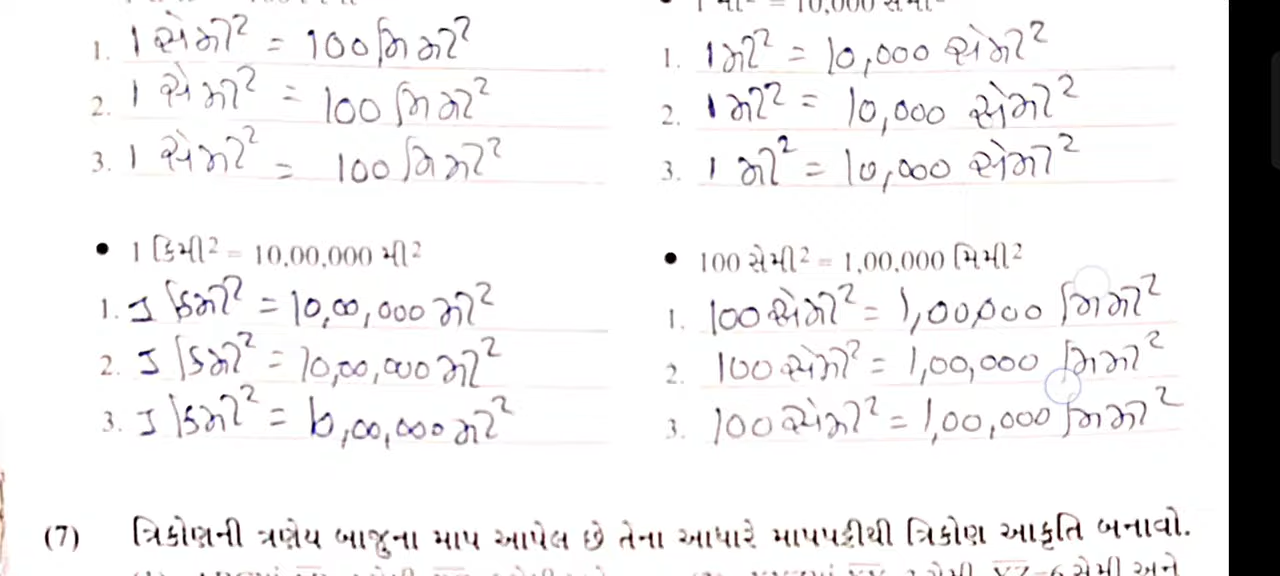 1. 1 સેમી² = 100 મિમી²
2. 1 સેમી² = 100 મિમી²
3. 1 સેમી² = 100 મિમી²
1 મી² = 10,000 સેમી²
1. 1 મી² = 10,000 સેમી²
2. 1 મી² = 10,000 સેમી²
3. 1 મી² = 10,000 સેમી²
• 1 કિમી² = 10,00,000 મી²
1. 1 કિમી² = 10,00,000 મી²
2. 1 કિમી² = 10,00,000 મી²
3. 1 કિમી² = 10,00,000 મી²
• 100 સેમી² = 1,00,000 મિમી²
1. 100 સેમી² = 1,00,000 મિમી²
2. 100 સેમી² = 1,00,000 મિમી²
3. 100 સેમી² = 1,00,000 મિમી²
(7) ત્રિકોણની ત્રણેય બાજુના માપ આપેલ છે તેના આધારે માપપટ્ટીથી ત્રિકોણ આકૃતિ બનાવો.